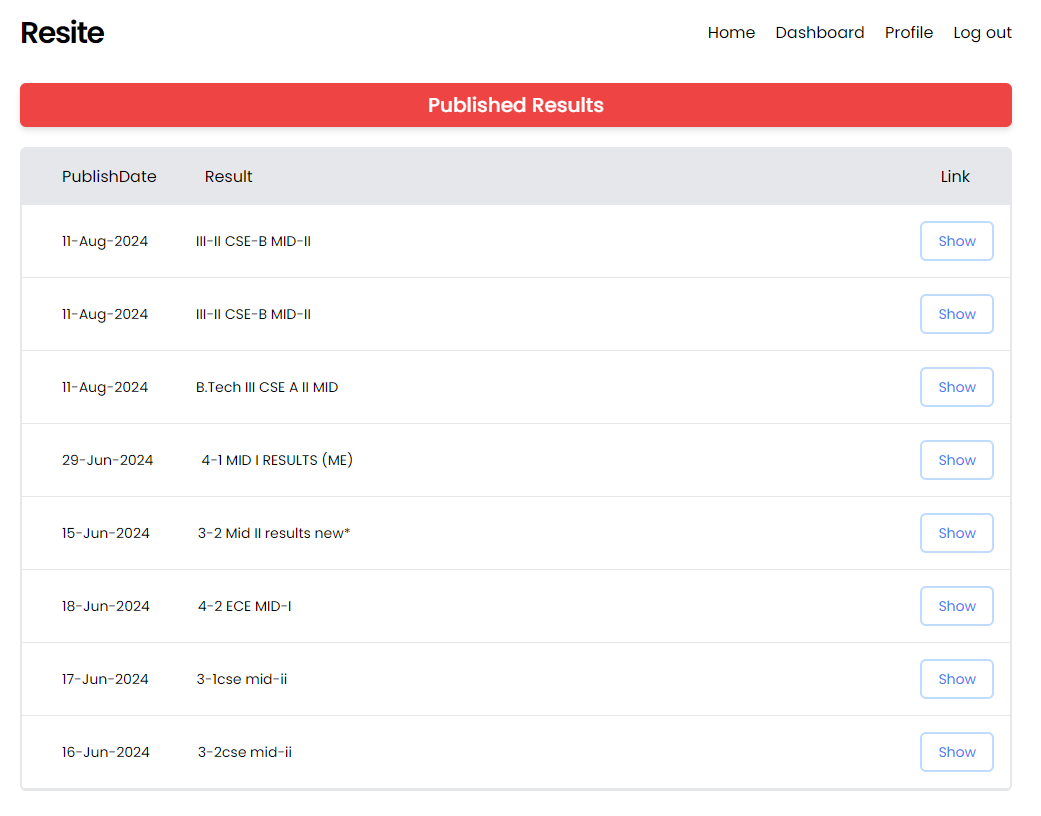 Resite Home Dashboard Profile Log out
Published Results
PublishDate Result Link
11-Aug-2024 III-II CSE-B MID-II Show
11-Aug-2024 III-II CSE-B MID-II Show
11-Aug-2024 B.Tech III CSE A II MID Show
29-Jun-2024 4-1 MID I RESULTS (ME) Show
15-Jun-2024 3-2 Mid II results new* Show
18-Jun-2024 4-2 ECE MID-I Show
17-Jun-2024 3-1cse mid-ii Show
16-Jun-2024 3-2cse mid-ii Show